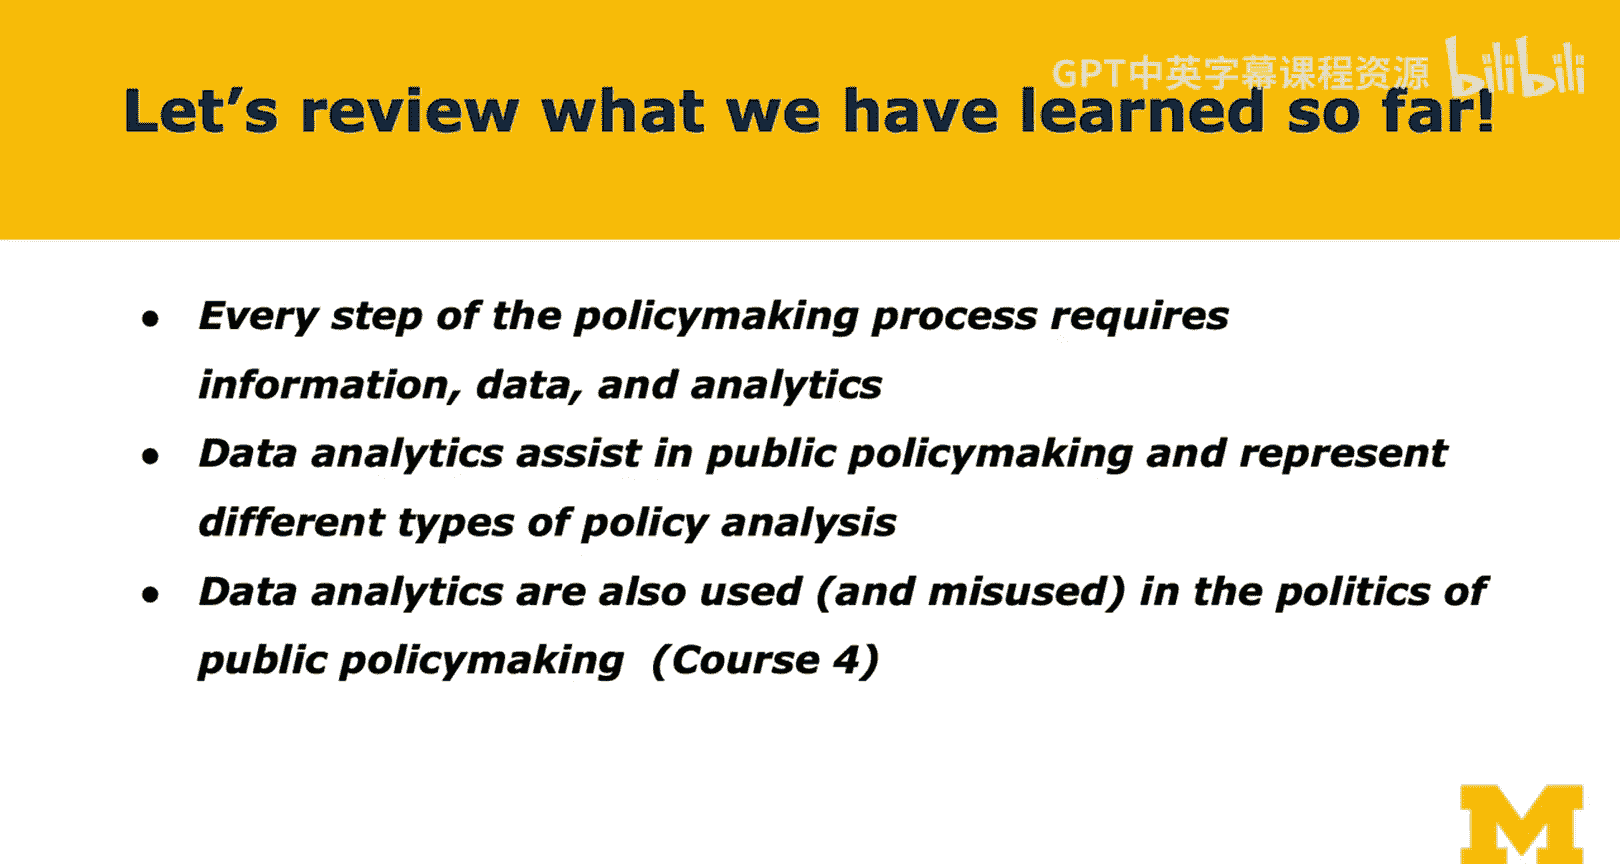 GPT中英字幕课程资源 bilibili
Let’s review what we have learned so far!
● Every step of the policymaking process requires
information, data, and analytics
● Data analytics assist in public policymaking and represent
different types of policy analysis
● Data analytics are also used (and misused) in the politics of
public policymaking (Course 4)
M